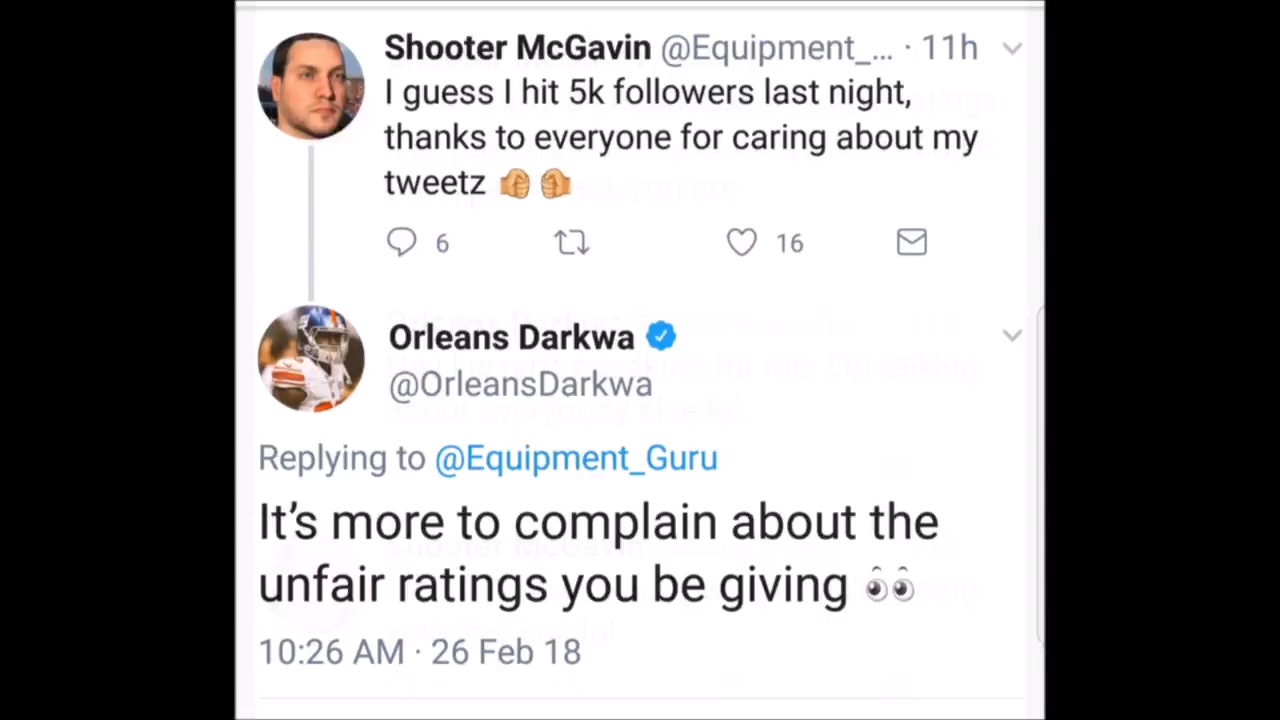 Shooter McGavin @Equipment_... · 11h
I guess I hit 5k followers last night,
thanks to everyone for caring about my
tweetz 👊👊
6 16
Orleans Darkwa
@OrleansDarkwa
Replying to @Equipment_Guru
It's more to complain about the
unfair ratings you be giving 👀
10:26 AM · 26 Feb 18